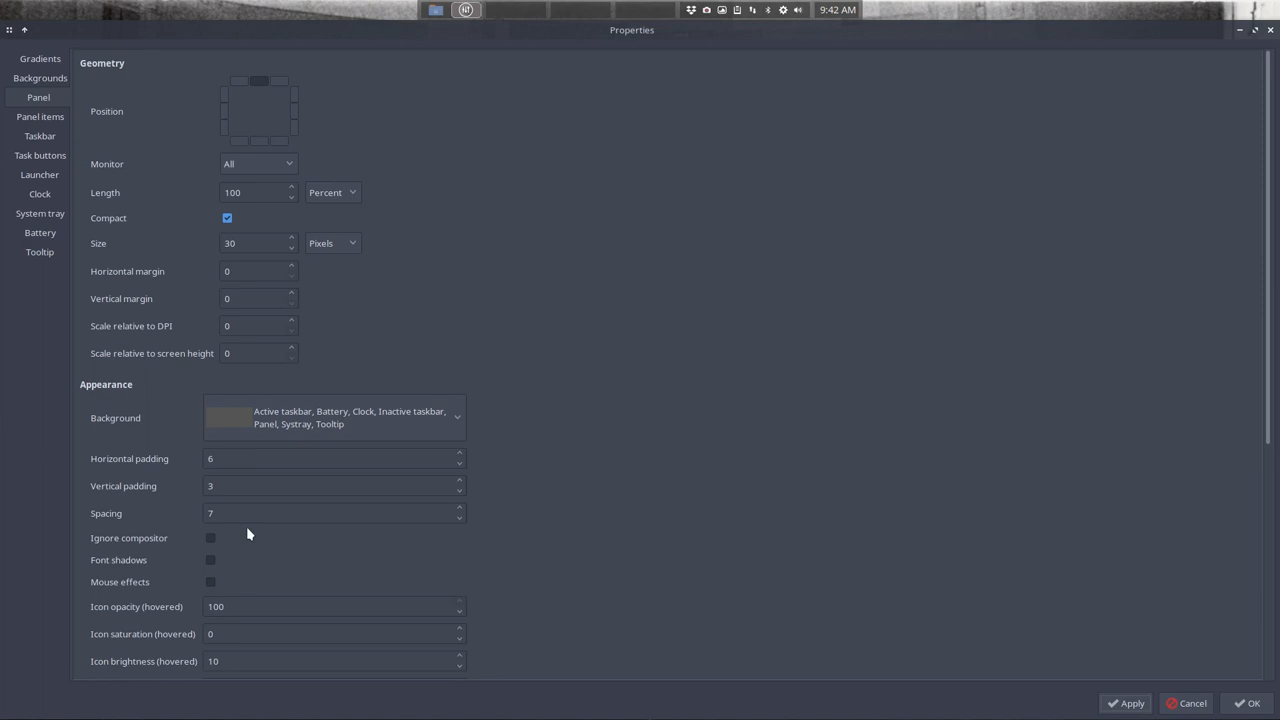 9:42 AM
Properties
Gradients
Backgrounds
Panel
Panel items
Taskbar
Task buttons
Launcher
Clock
System tray
Battery
Tooltip
Geometry
Position
Monitor All
Length 100 Percent
Compact
Size 30 Pixels
Horizontal margin 0
Vertical margin 0
Scale relative to DPI 0
Scale relative to screen height 0
Appearance
Background Active taskbar, Battery, Clock, Inactive taskbar,
Panel, Systray, Tooltip
Horizontal padding 6
Vertical padding 3
Spacing 7
Ignore compositor
Font shadows
Mouse effects
Icon opacity (hovered) 100
Icon saturation (hovered) 0
Icon brightness (hovered) 10
Apply Cancel OK